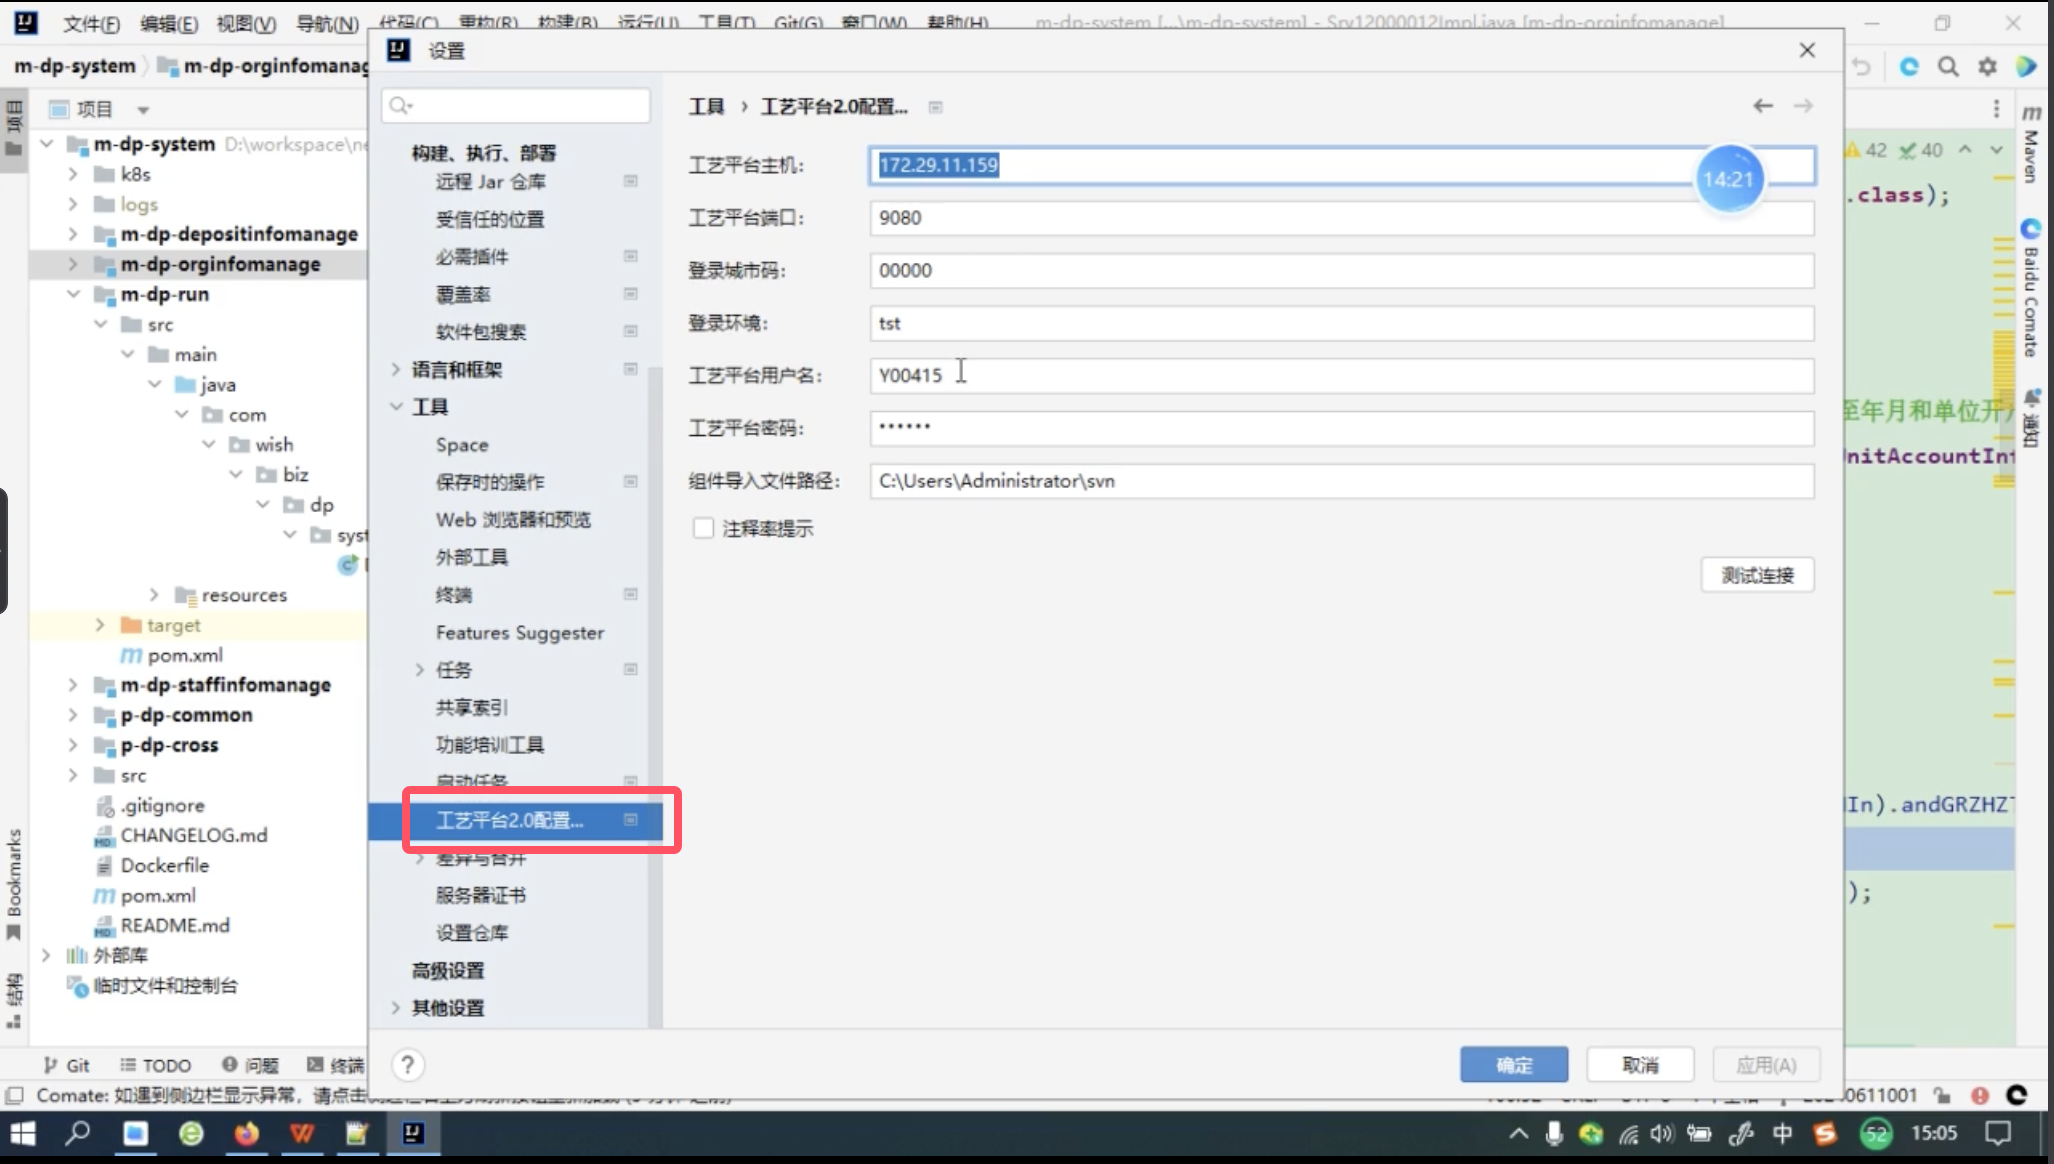 文件(F) 编辑(E) 视图(V) 导航(N) 代码(C) 重构(R) 构建(B) 运行(U) 工具(T) Git(G) 窗口(W) 帮助(H) m-dp-system [...\m-dp-system] - Srv12000012Impl.java [m-dp-orginfomanage]
m-dp-system m-dp-orginfomanag
设置
项目
项目
m-dp-system D:\workspace\ne
k8s
logs
m-dp-depositinfomanage
m-dp-orginfomanage
m-dp-run
src
main
java
com
wish
biz
dp
syst
resources
target
pom.xml
m-dp-staffinfomanage
p-dp-common
p-dp-cross
src
.gitignore
CHANGELOG.md
Dockerfile
pom.xml
README.md
外部库
临时文件和控制台
Bookmarks
结构
构建、执行、部署
远程 Jar 仓库
受信任的位置
必需插件
覆盖率
软件包搜索
语言和框架
工具
Space
保存时的操作
Web 浏览器和预览
外部工具
终端
Features Suggester
任务
共享索引
功能培训工具
启动任务
工艺平台2.0配置...
差异与合并
服务器证书
设置仓库
高级设置
其他设置
工具 › 工艺平台2.0配置...
工艺平台主机: 172.29.11.159
14:21
工艺平台端口: 9080
登录城市码: 00000
登录环境: tst
工艺平台用户名: Y00415
工艺平台密码: ••••••
组件导入文件路径: C:\Users\Administrator\svn
注释率提示
测试连接
? 确定 取消 应用(A)
42 40
.class);
至年月和单位开户
UnitAccountInf
In).andGRZHZT
);
m Maven
Baidu Comate
通知
Git TODO 问题 终端
Comate: 如遇到侧边栏显示异常，请点击
0611001
中 52 15:05